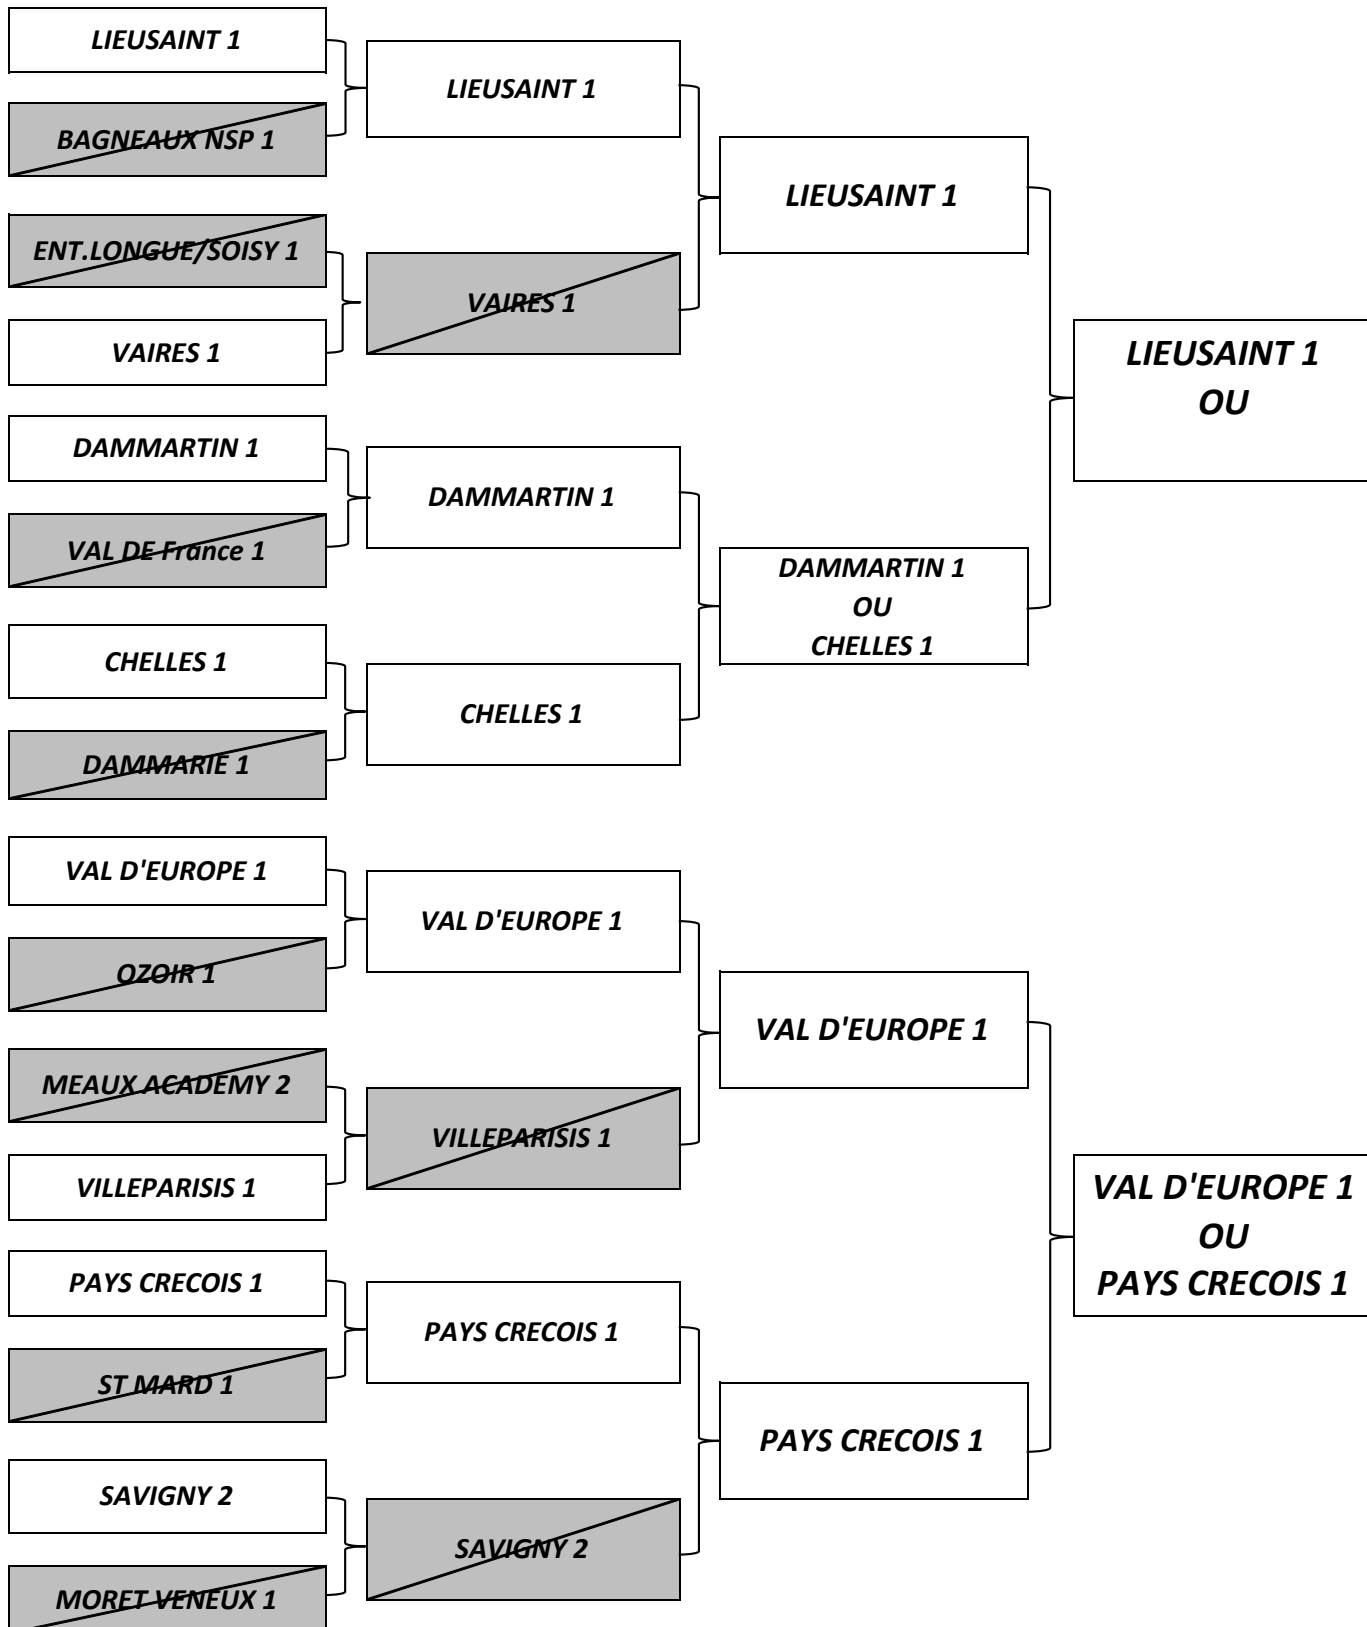 LIEUSAINT 1
BAGNEAUX NSP 1
ENT.LONGUE/SOISY 1
VAIRES 1
DAMMARTIN 1
VAL DE France 1
CHELLES 1
DAMMARIE 1
VAL D'EUROPE 1
OZOIR 1
MEAUX ACADEMY 2
VILLEPARISIS 1
PAYS CRECOIS 1
ST MARD 1
SAVIGNY 2
MORET VENEUX 1
LIEUSAINT 1
VAIRES 1
DAMMARTIN 1
CHELLES 1
VAL D'EUROPE 1
VILLEPARISIS 1
PAYS CRECOIS 1
SAVIGNY 2
LIEUSAINT 1
DAMMARTIN 1
OU
CHELLES 1
VAL D'EUROPE 1
PAYS CRECOIS 1
LIEUSAINT 1
OU
VAL D'EUROPE 1
OU
PAYS CRECOIS 1